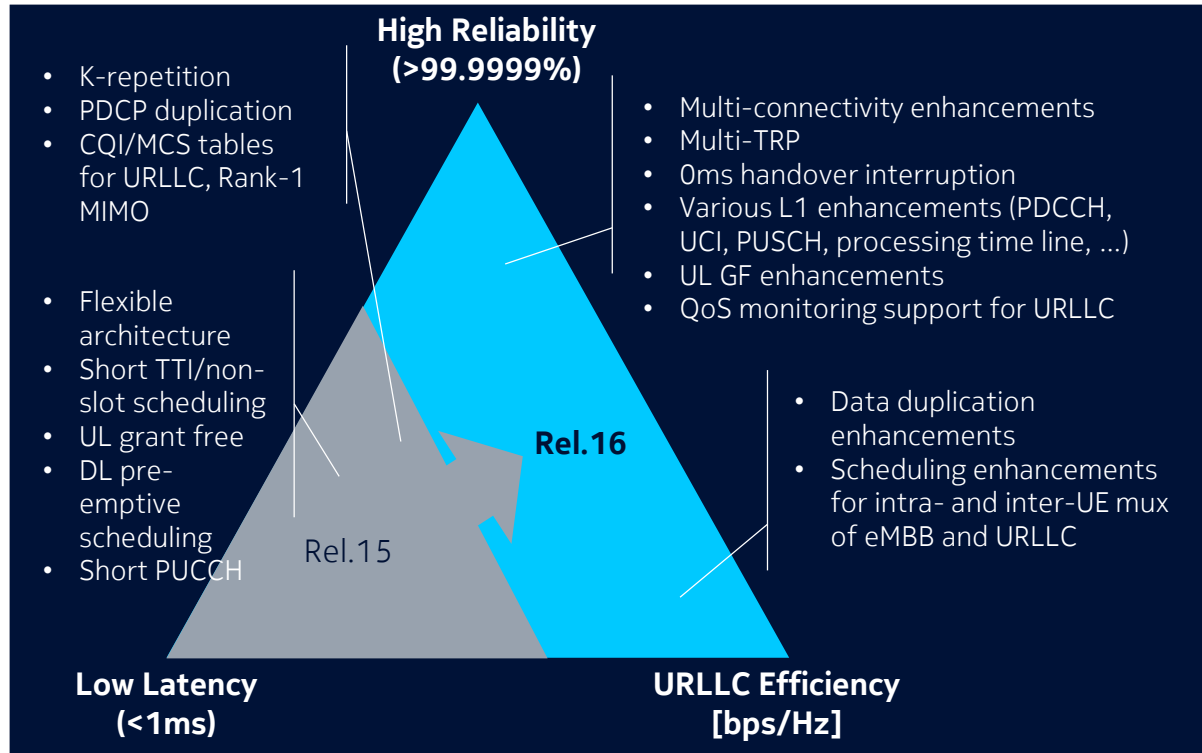 High Reliability
(>99.9999%)
• K-repetition
• PDCP duplication
• CQI/MCS tables
for URLLC, Rank-1
MIMO
• Flexible
architecture
• Short TTI/non-
slot scheduling
• UL grant free
• DL pre-
emptive
scheduling
• Short PUCCH
• Multi-connectivity enhancements
• Multi-TRP
• 0ms handover interruption
• Various L1 enhancements (PDCCH,
UCI, PUSCH, processing time line, ...)
• UL GF enhancements
• QoS monitoring support for URLLC
• Data duplication
enhancements
• Scheduling enhancements
for intra- and inter-UE mux
of eMBB and URLLC
Rel.16
Rel.15
Low Latency
(<1ms)
URLLC Efficiency
[bps/Hz]